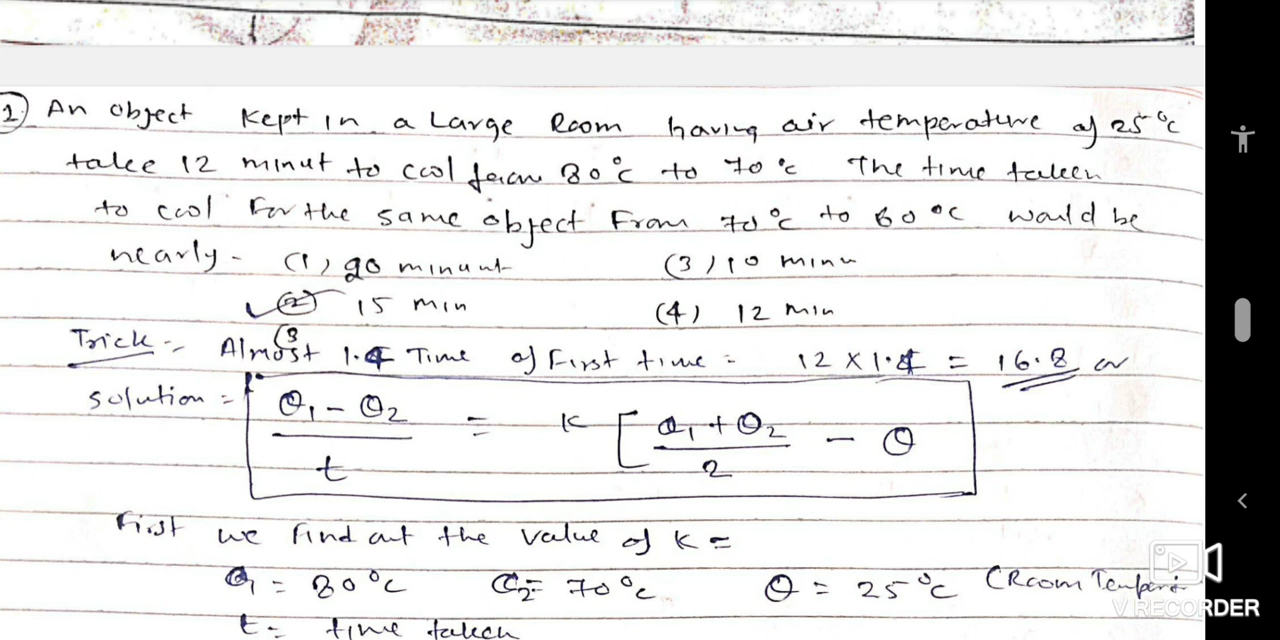 1) An object kept in a Large Room having air temperature of 25°C
take 12 minut to cool from 80°C to 70°C The time taken
to cool For the same object From 70°C to 60°C would be
nearly - (1) 20 minunt (3) 10 minu
(2) 15 min (4) 12 min
Trick - Almost 1.4 Time of First time = 12 X 1.4 = 16.8 or
solution = θ₁ - θ₂ / t = K [ θ₁ + θ₂ / 2 - θ
First we Find out the value of K =
θ₁ = 80°C θ₂ = 70°C θ = 25°C (Room Temperi
t = time taken
V RECORDER